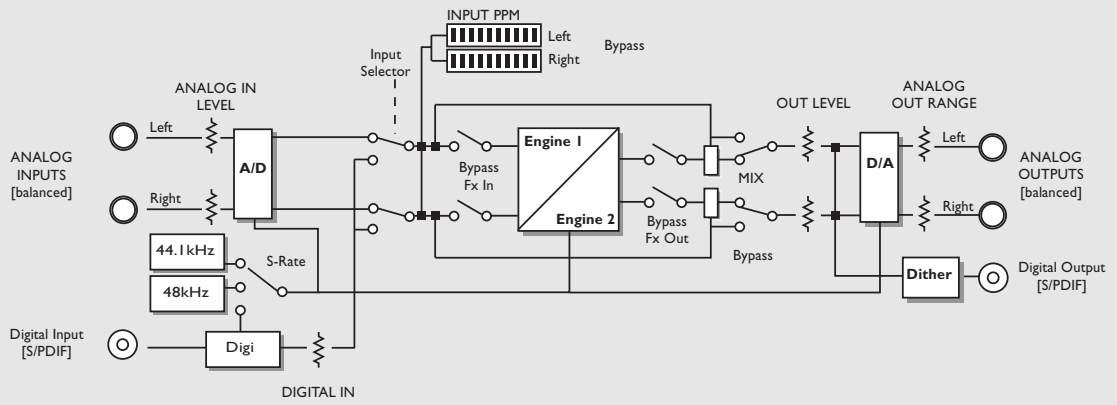 INPUT PPM
Left
Right
Bypass
Input
Selector
ANALOG IN
LEVEL
OUT LEVEL
ANALOG
OUT RANGE
Left
A/D
Engine 1
Engine 2
Bypass
Fx In
MIX
D/A
Left
ANALOG
INPUTS
[balanced]
Right
Bypass
Fx Out
Bypass
Right
ANALOG
OUTPUTS
[balanced]
44.1kHz
48kHz
S-Rate
Dither
Digital Output
[S/PDIF]
Digital Input
[S/PDIF]
Digi
DIGITAL IN